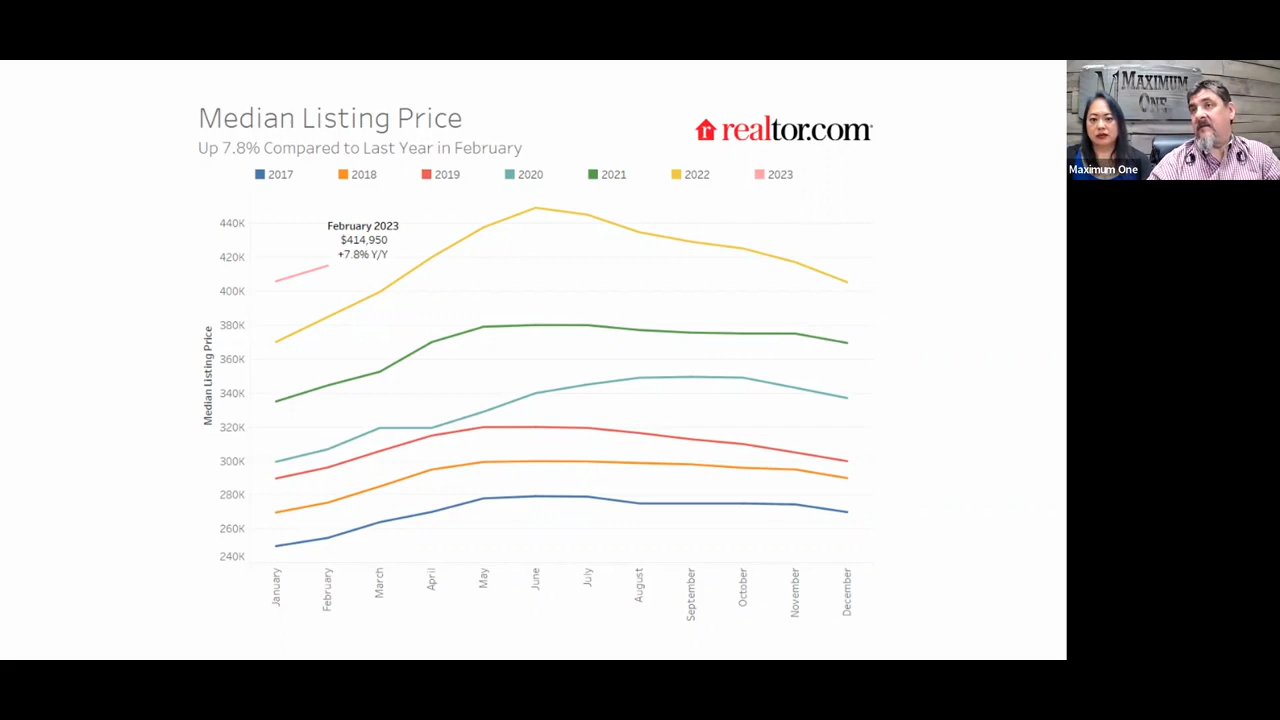 Median Listing Price
Up 7.8% Compared to Last Year in February
realtor.com
2017 2018 2019 2020 2021 2022 2023
February 2023
$414,950
+7.8% Y/Y
Median Listing Price
440K
420K
400K
380K
360K
340K
320K
300K
280K
260K
240K
January February March April May June July August September October November December
MAXIMUM
ONE
Maximum One